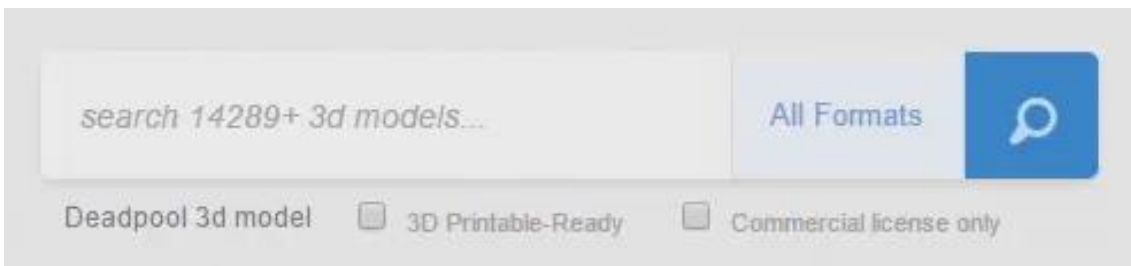 search 14289+ 3d models... All Formats
Deadpool 3d model 3D Printable-Ready Commercial license only